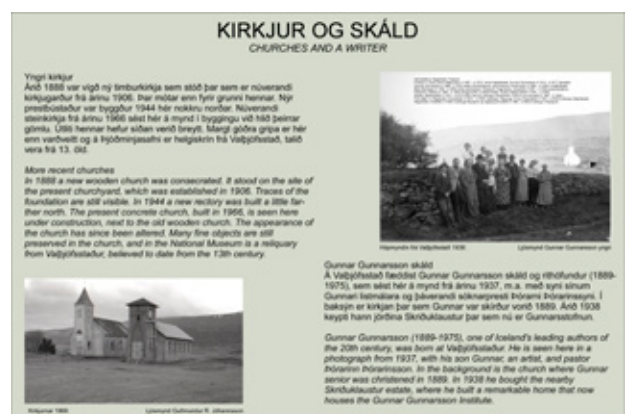 KIRKJUR OG SKÁLD
CHURCHES AND A WRITER
Yngri kirkjur
Árið 1888 var vígð ný timburkirkja sem stóð þar sem er núverandi
kirkjugarður frá árinu 1906. Þar mótar enn fyrir grunni hennar. Nýr
prestbústaður var byggður 1944 hér nokkru norðar. Núverandi
steinkirkja frá árinu 1966 sést hér á mynd í byggingu við hlið þeirrar
gömlu. Útliti hennar hefur síðan verið breytt. Margt góðra gripa er hér
enn varðveitt og á Þjóðminjasafni er helgiskrín frá Valþjófsstað, talið
vera frá 13. öld.
More recent churches
In 1888 a new wooden church was consecrated. It stood on the site of
the present churchyard, which was established in 1906. Traces of the
foundation are still visible. In 1944 a new rectory was built a little far-
ther north. The present concrete church, built in 1966, is seen here
under construction, next to the old wooden church. The appearance of
the church has since been altered. Many fine objects are still
preserved in the church, and in the National Museum is a reliquary
from Valþjófsstaður, believed to date from the 13th century.
Kirkjurnar 1966
Ljósmynd Guðmundur R. Jóhannsson
Ljósmynd Gunnar Gunnarsson yngri
Gunnar Gunnarsson skáld
Á Valþjófsstað fæddist Gunnar Gunnarsson skáld og rithöfundur (1889-
1975), sem sést hér á mynd frá árinu 1937, m.a. með syni sínum
Gunnari listmálara og þáverandi sóknarpresti Þórarni Þórarinssyni. Í
baksýn er kirkjan þar sem Gunnar var skírður vorið 1889. Árið 1938
keypti hann jörðina Skriðuklaustur þar sem nú er Gunnarsstofnun.
Gunnar Gunnarsson (1889-1975), one of Iceland's leading authors of
the 20th century, was born at Valþjófsstaður. He is seen here in a
photograph from 1937, with his son Gunnar, an artist, and pastor
Þórarinn Þórarinsson. In the background is the church where Gunnar
senior was christened in 1889. In 1938 he bought the nearby
Skriðuklaustur estate, where he built a remarkable home that now
houses the Gunnar Gunnarsson Institute.